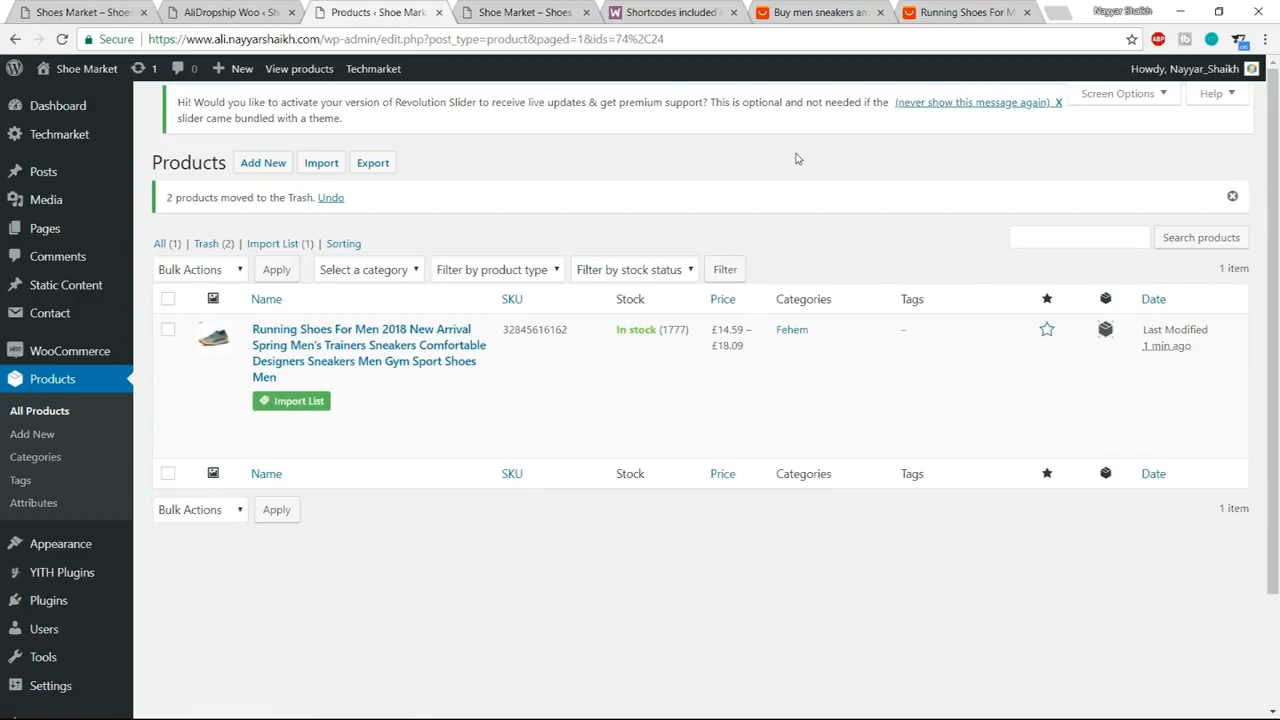 Shoes Market – Shoe
AliDropship Woo ‹ Sh
Products ‹ Shoe Mark
Shoe Market – Shoes
Shortcodes included w
Buy men sneakers an
Running Shoes For M
Nayyar Shaikh
Secure
https://www.ali.nayyarshaikh.com/wp-admin/edit.php?post_type=product&paged=1&ids=74%2C24
ABP
Shoe Market
1
0
New
View products
Techmarket
Howdy, Nayyar_Shaikh
Dashboard
Techmarket
Posts
Media
Pages
Comments
Static Content
Contact
WooCommerce
Products
All Products
Add New
Categories
Tags
Attributes
Appearance
YITH Plugins
Plugins
Users
Tools
Settings
Hi! Would you like to activate your version of Revolution Slider to receive live updates & get premium support? This is optional and not needed if the
slider came bundled with a theme.
(never show this message again) X
Screen Options ▼
Help ▼
Products
Add New
Import
Export
2 products moved to the Trash. Undo
All (1) | Trash (2) | Import List (1) | Sorting
Search products
Bulk Actions
Apply
Select a category
Filter by product type
Filter by stock status
Filter
1 item
Name
SKU
Stock
Price
Categories
Tags
Date
Running Shoes For Men 2018 New Arrival
Spring Men's Trainers Sneakers Comfortable
Designers Sneakers Men Gym Sport Shoes
Men
Import List
32845616162
In stock (1777)
£14.59 –
£18.09
Fehem
–
Last Modified
1 min ago
Name
SKU
Stock
Price
Categories
Tags
Date
Bulk Actions
Apply
1 item